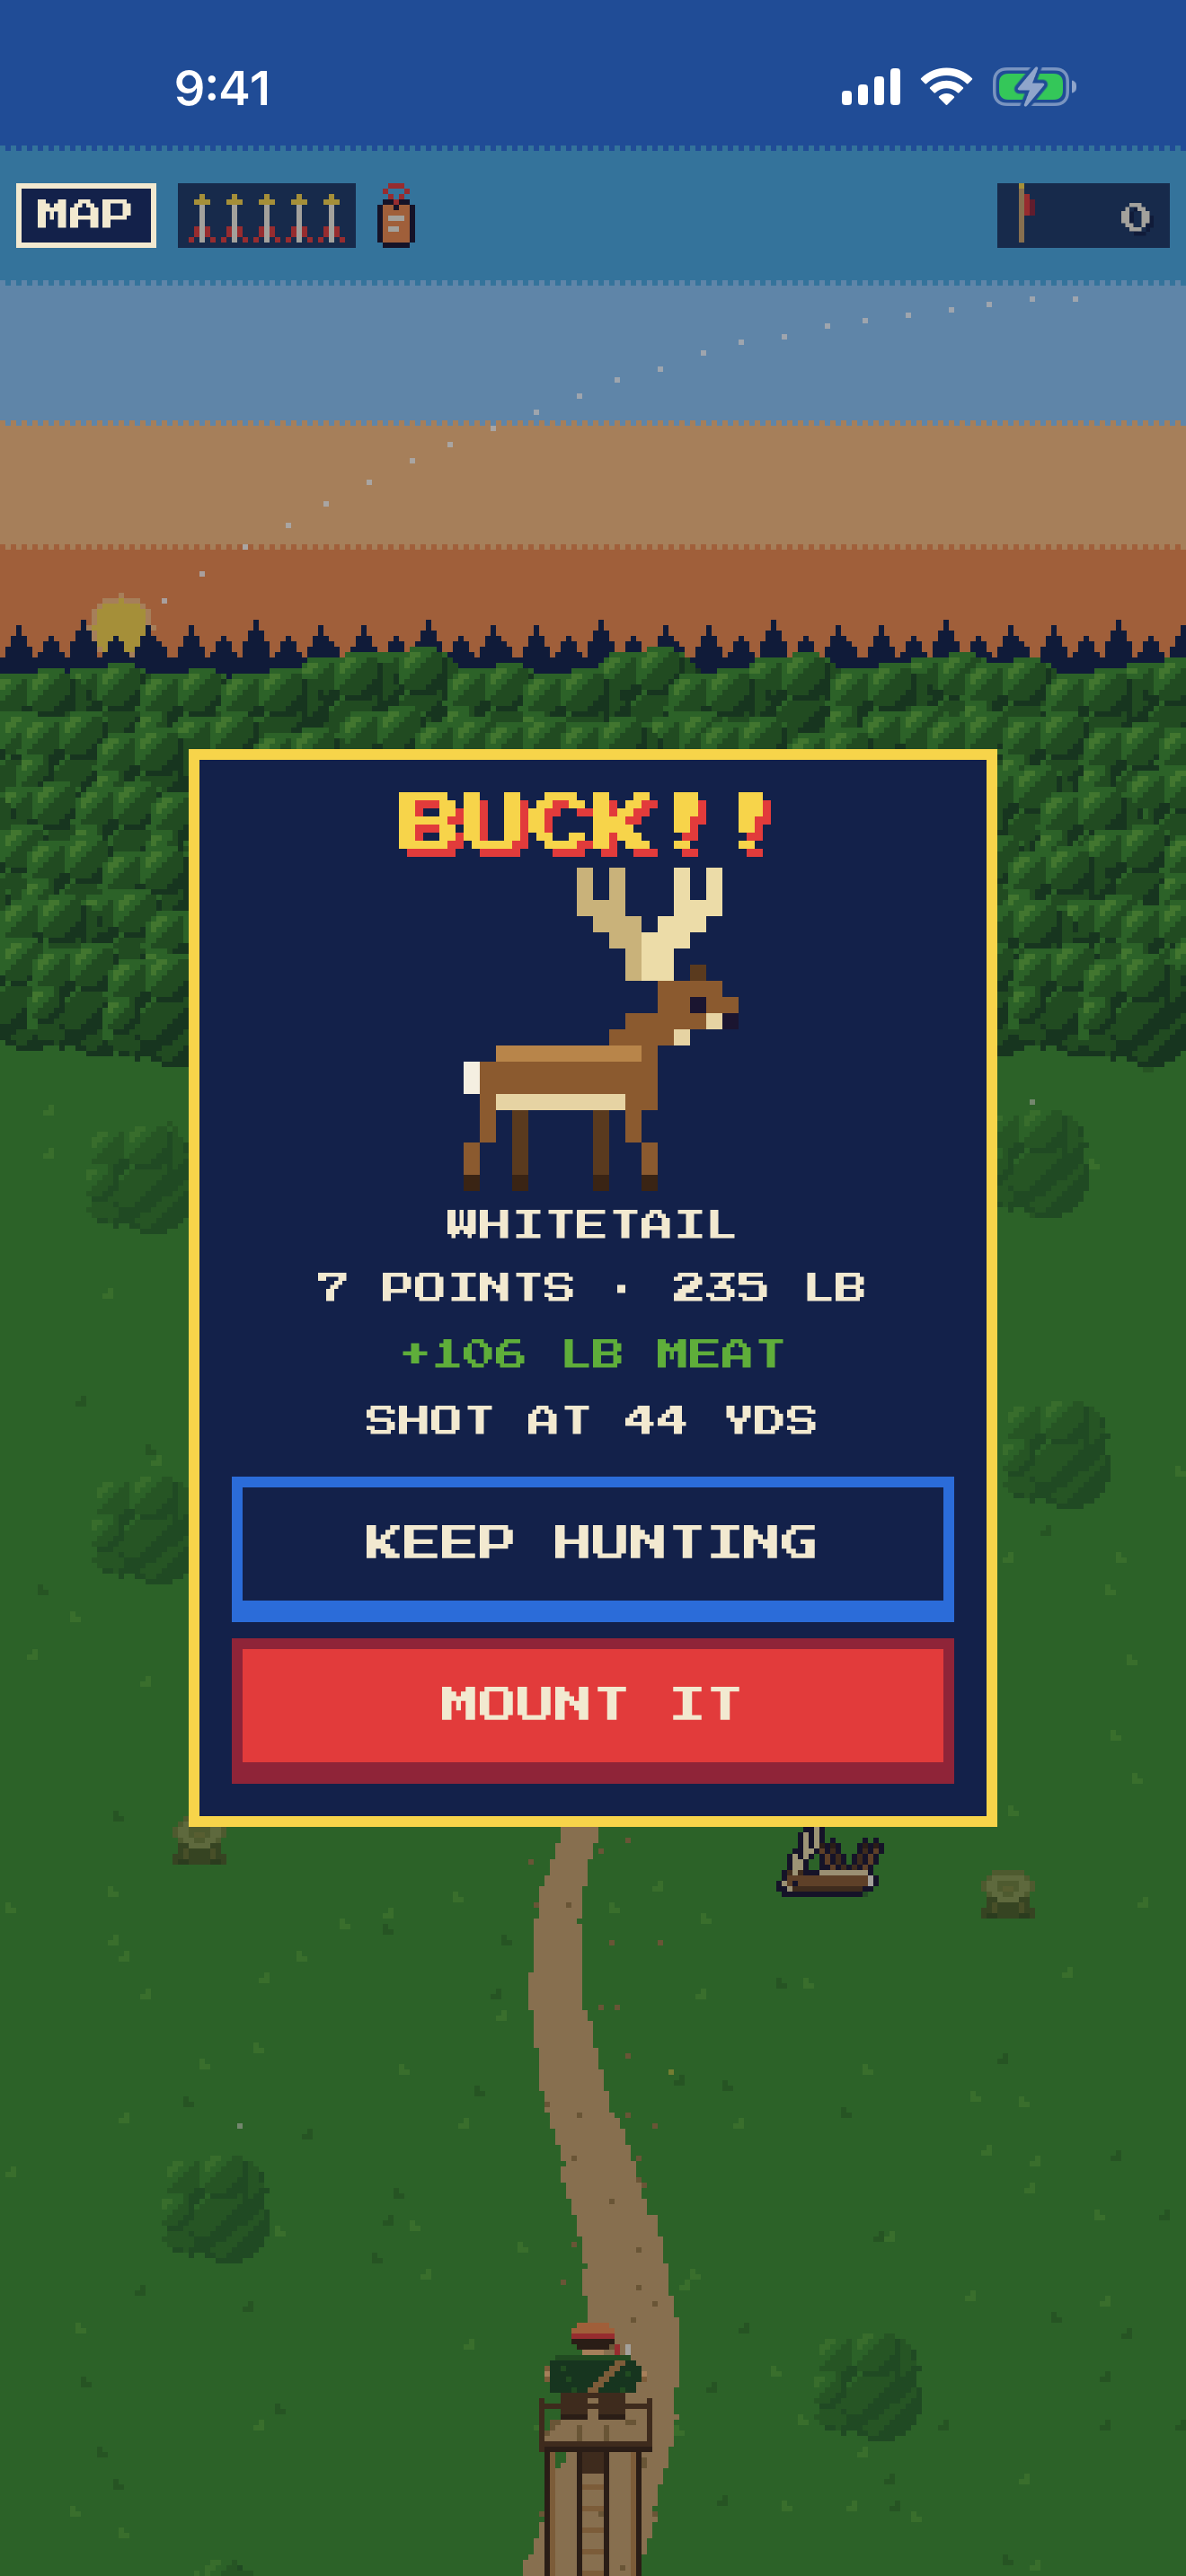 9:41
MAP
0
BUCK!!
WHITETAIL
7 POINTS · 235 LB
+106 LB MEAT
SHOT AT 44 YDS
KEEP HUNTING
MOUNT IT